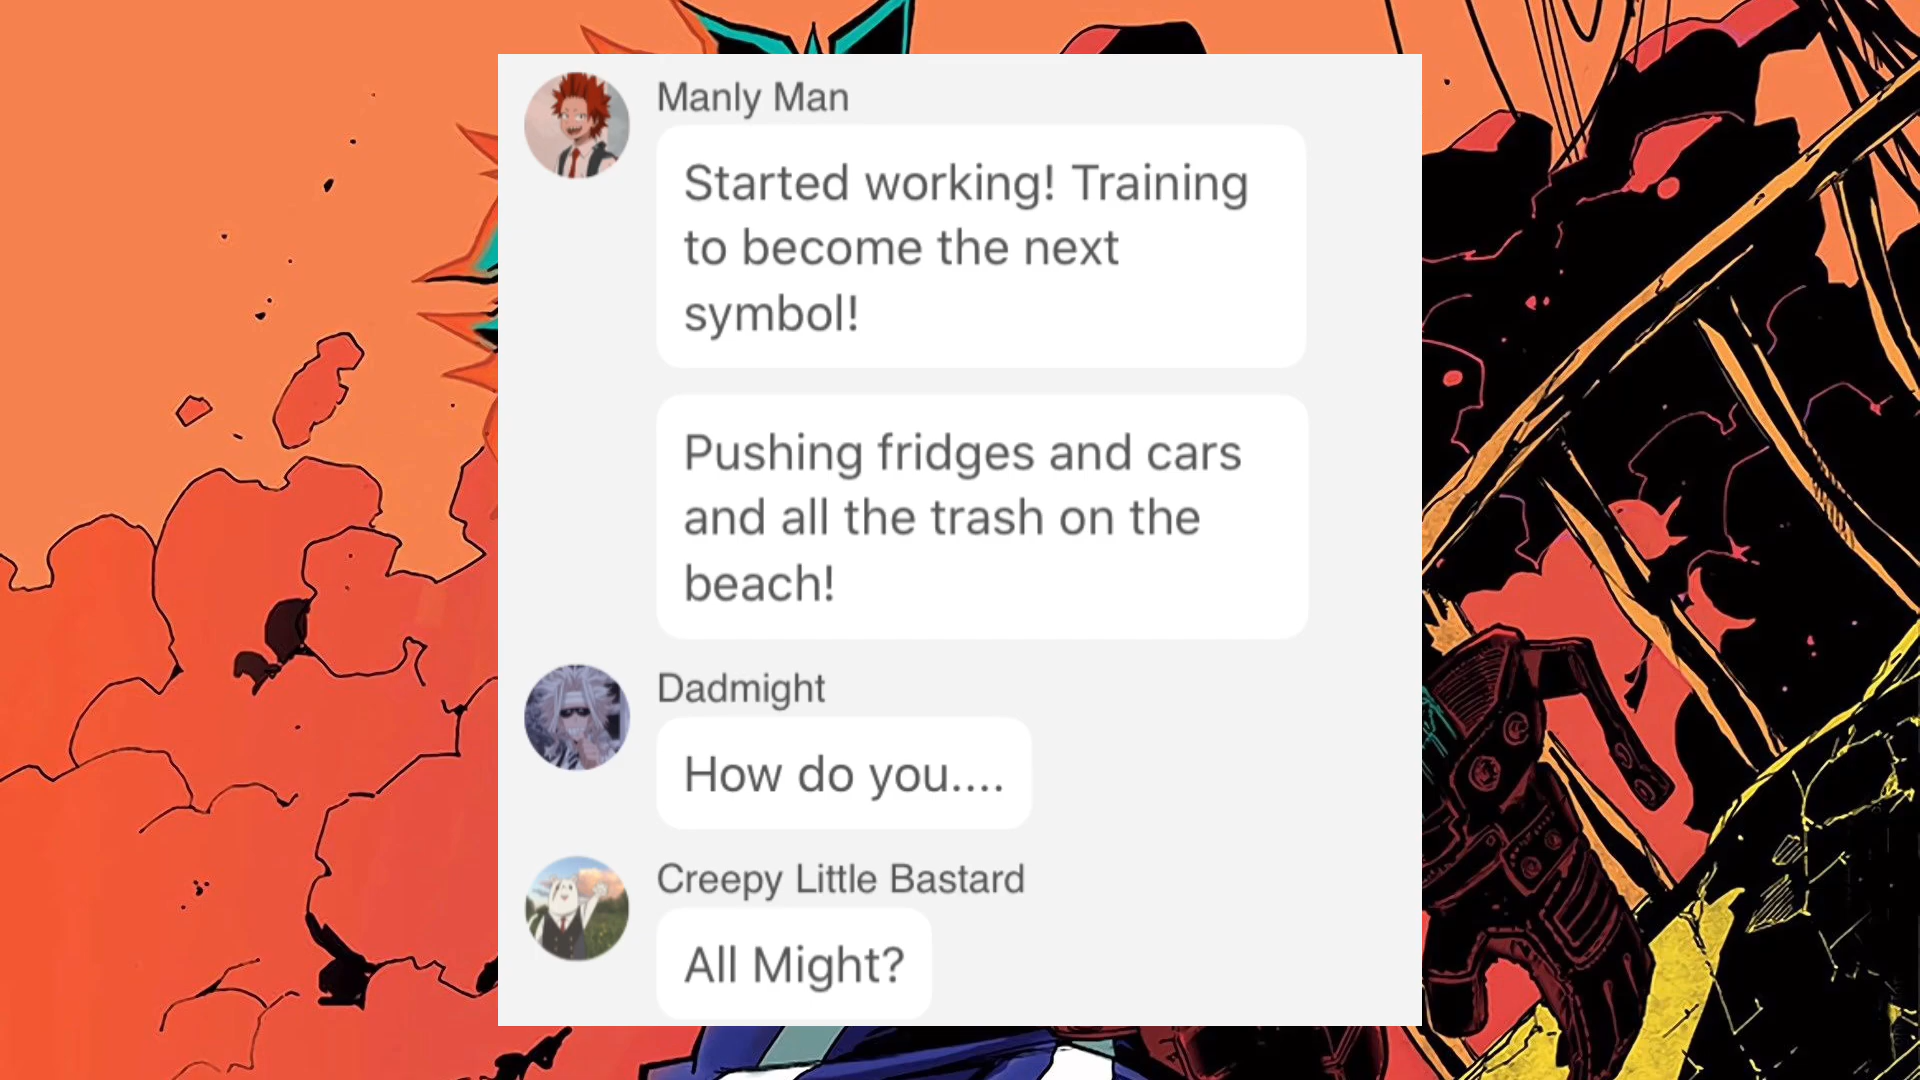 Manly Man
Started working! Training
to become the next
symbol!
Pushing fridges and cars
and all the trash on the
beach!
Dadmight
How do you....
Creepy Little Bastard
All Might?